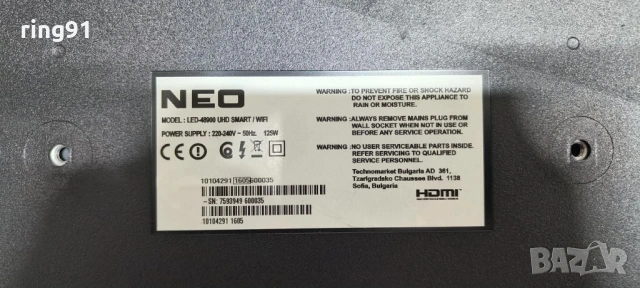 ring91
NEO
MODEL : LED-48900 UHD SMART / WIFI
POWER SUPPLY : 220-240V ~ 50Hz. 125W
10104291 1605 600035
-SN: 7593949 600035
10104291 1605
WARNING :TO PREVENT FIRE OR SHOCK HAZARD
DO NOT EXPOSE THIS APPLIANCE TO
RAIN OR MOISTURE.
WARNING :ALWAYS REMOVE MAINS PLUG FROM
WALL SOCKET WHEN NOT IN USE OR
BEFORE ANY SERVICE OPERATION.
WARNING :NO USER SERVICEABLE PARTS INSIDE.
REFER SERVICING TO QUALIFIED
SERVICE PERSONNEL.
Technomarket Bulgaria AD 361,
Tzarigradsko Chaussee Blvd. 1138
Sofia, Bulgaria
HDMI
BAZAR